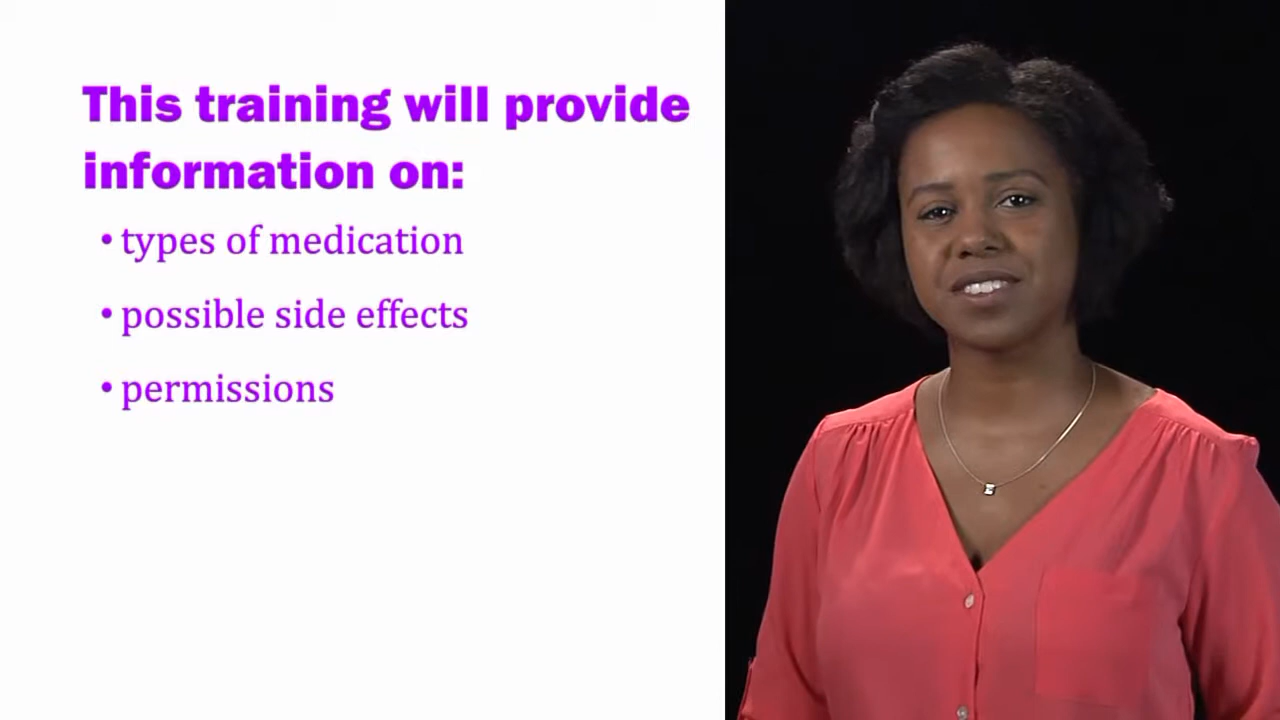 This training will provide
information on:
• types of medication
• possible side effects
• permissions